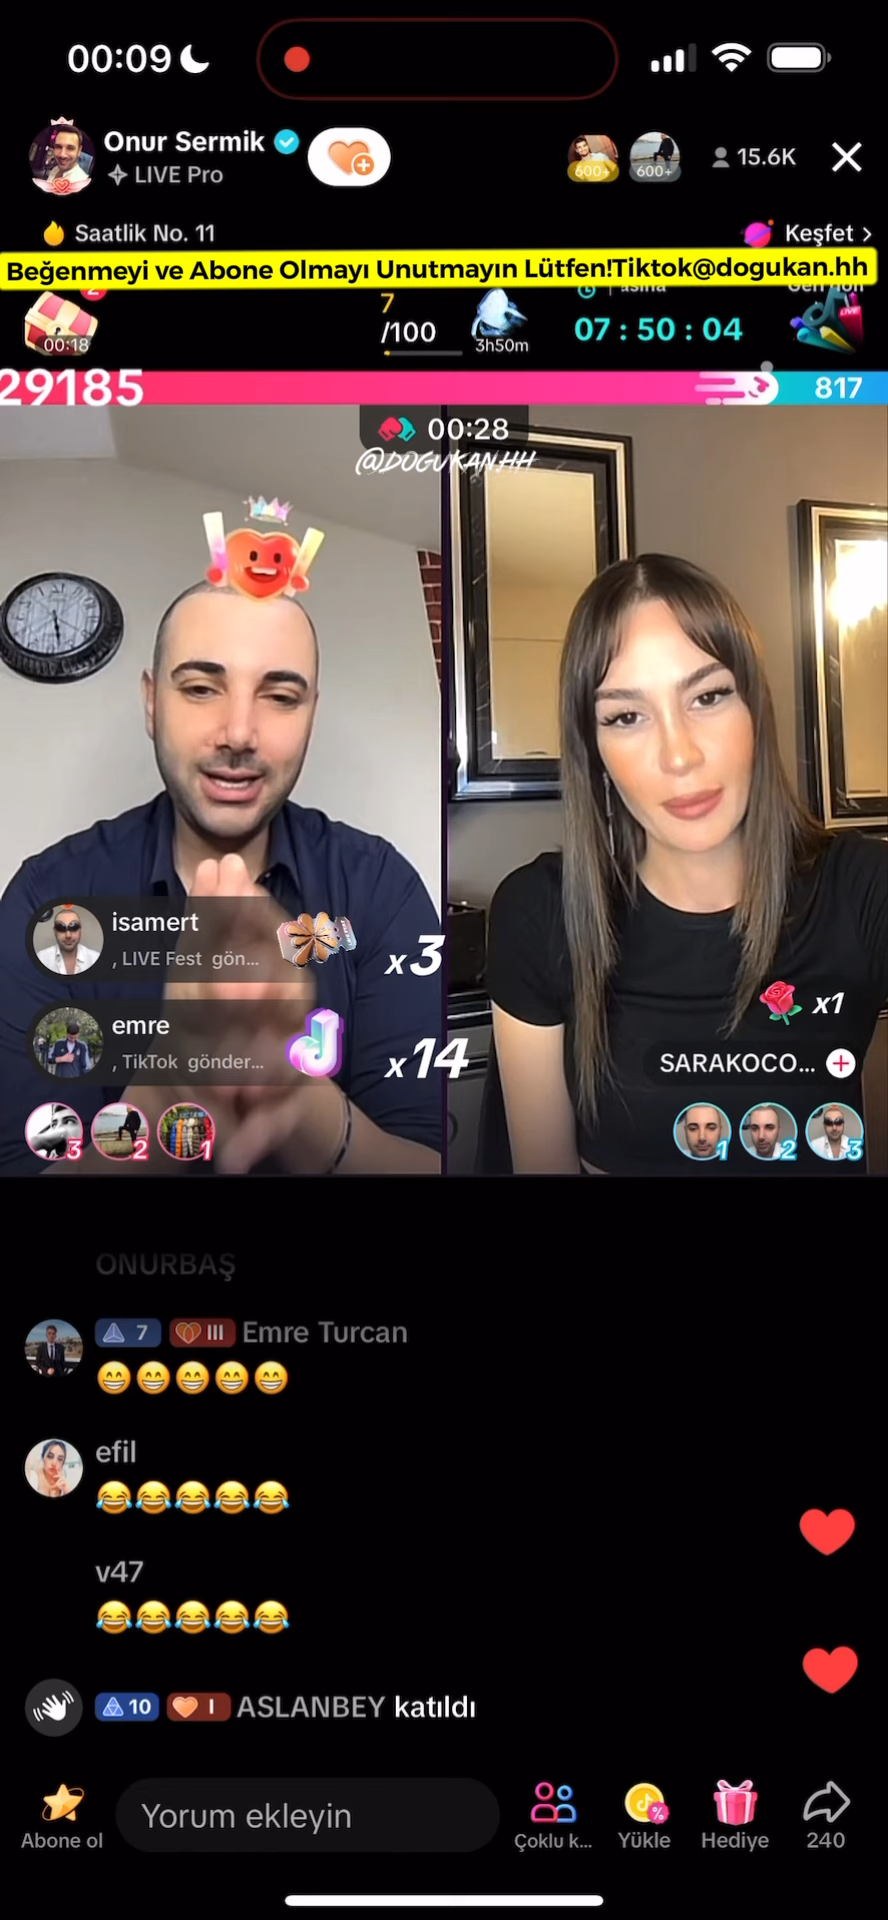 00:09
Onur Sermik
LIVE Pro
600+
600+
15.6K
Saatlik No. 11
Keşfet >
Beğenmeyi ve Abone Olmayı Unutmayın Lütfen!Tiktok@dogukan.hh
2
00:18
7
/100
3h50m
07 : 50 : 04
LIVE
29185
817
00:28
@DOGUKAN.HH
isamert
, LIVE Fest gön...
x3
x1
emre
, TikTok gönder...
x14
SARAKOCO...
3
2
1
1
2
3
ONURBAŞ
7
III
Emre Turcan
😁😁😁😁😁
efil
😂😂😂😂😂
v47
😂😂😂😂😂
10
I
ASLANBEY katıldı
Yorum ekleyin
Abone ol
Çoklu k...
Yükle
Hediye
240